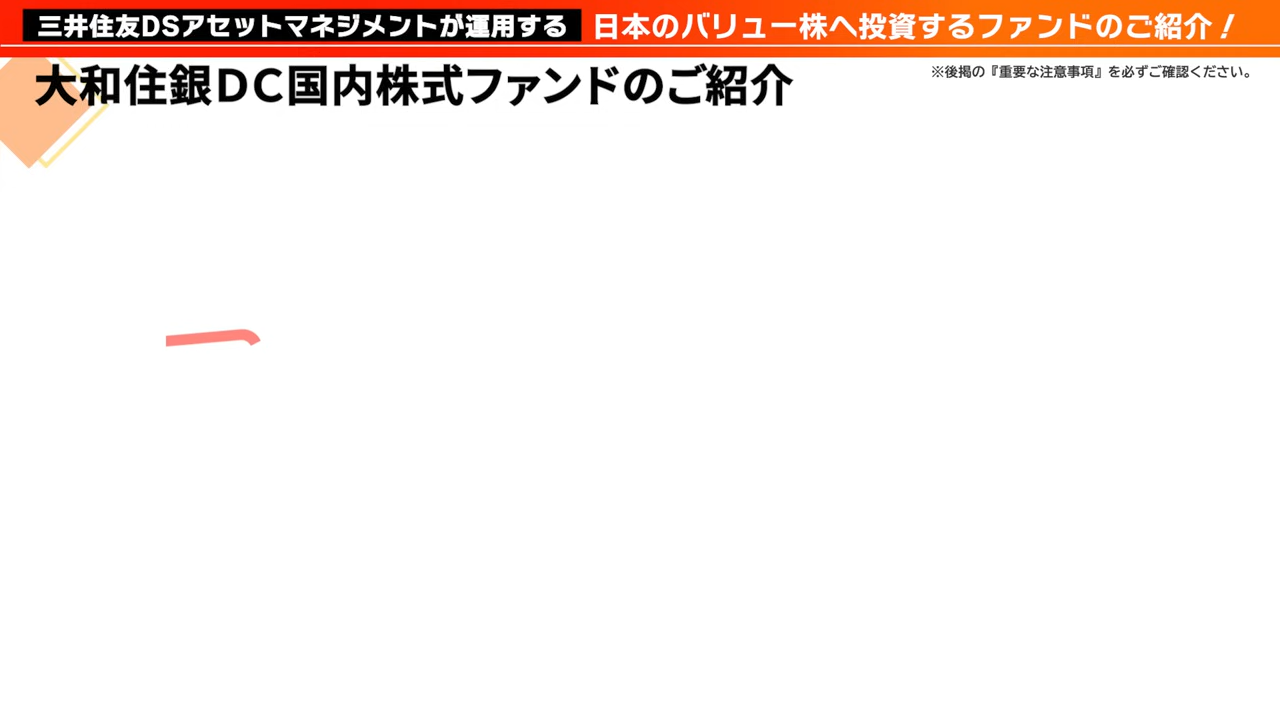 三井住友DSアセットマネジメントが運用する 日本のバリュー株へ投資するファンドのご紹介！
大和住銀DC国内株式ファンドのご紹介
※後掲の『重要な注意事項』を必ずご確認ください。